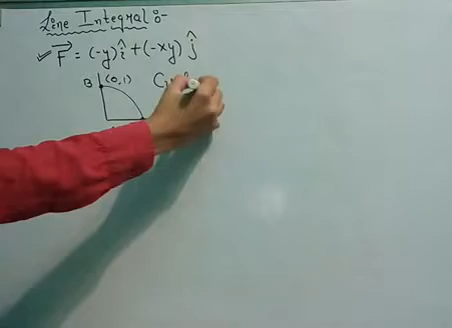 Line Integral :-
✓ F⃗ = (-y) î + (-xy) ĵ
B (0,1)